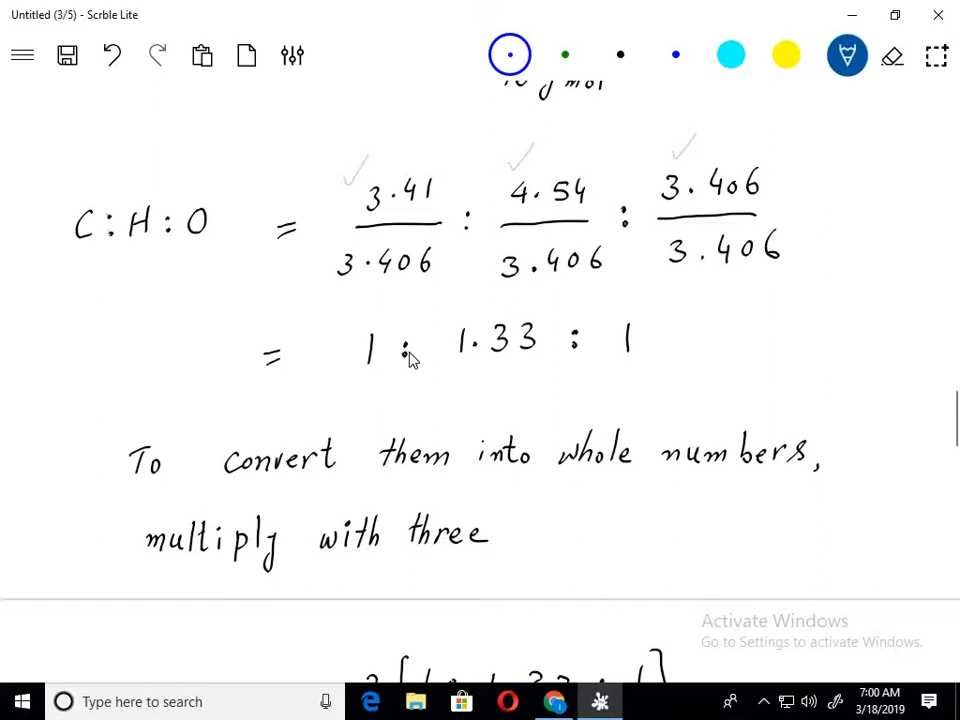 Untitled (3/5) - Scrble Lite
C : H : O = 3.41 / 3.406 : 4.54 / 3.406 : 3.406 / 3.406
= 1 : 1.33 : 1
To convert them into whole numbers,
multiply with three
Activate Windows
Go to Settings to activate Windows.
Type here to search
7:00 AM
3/18/2019